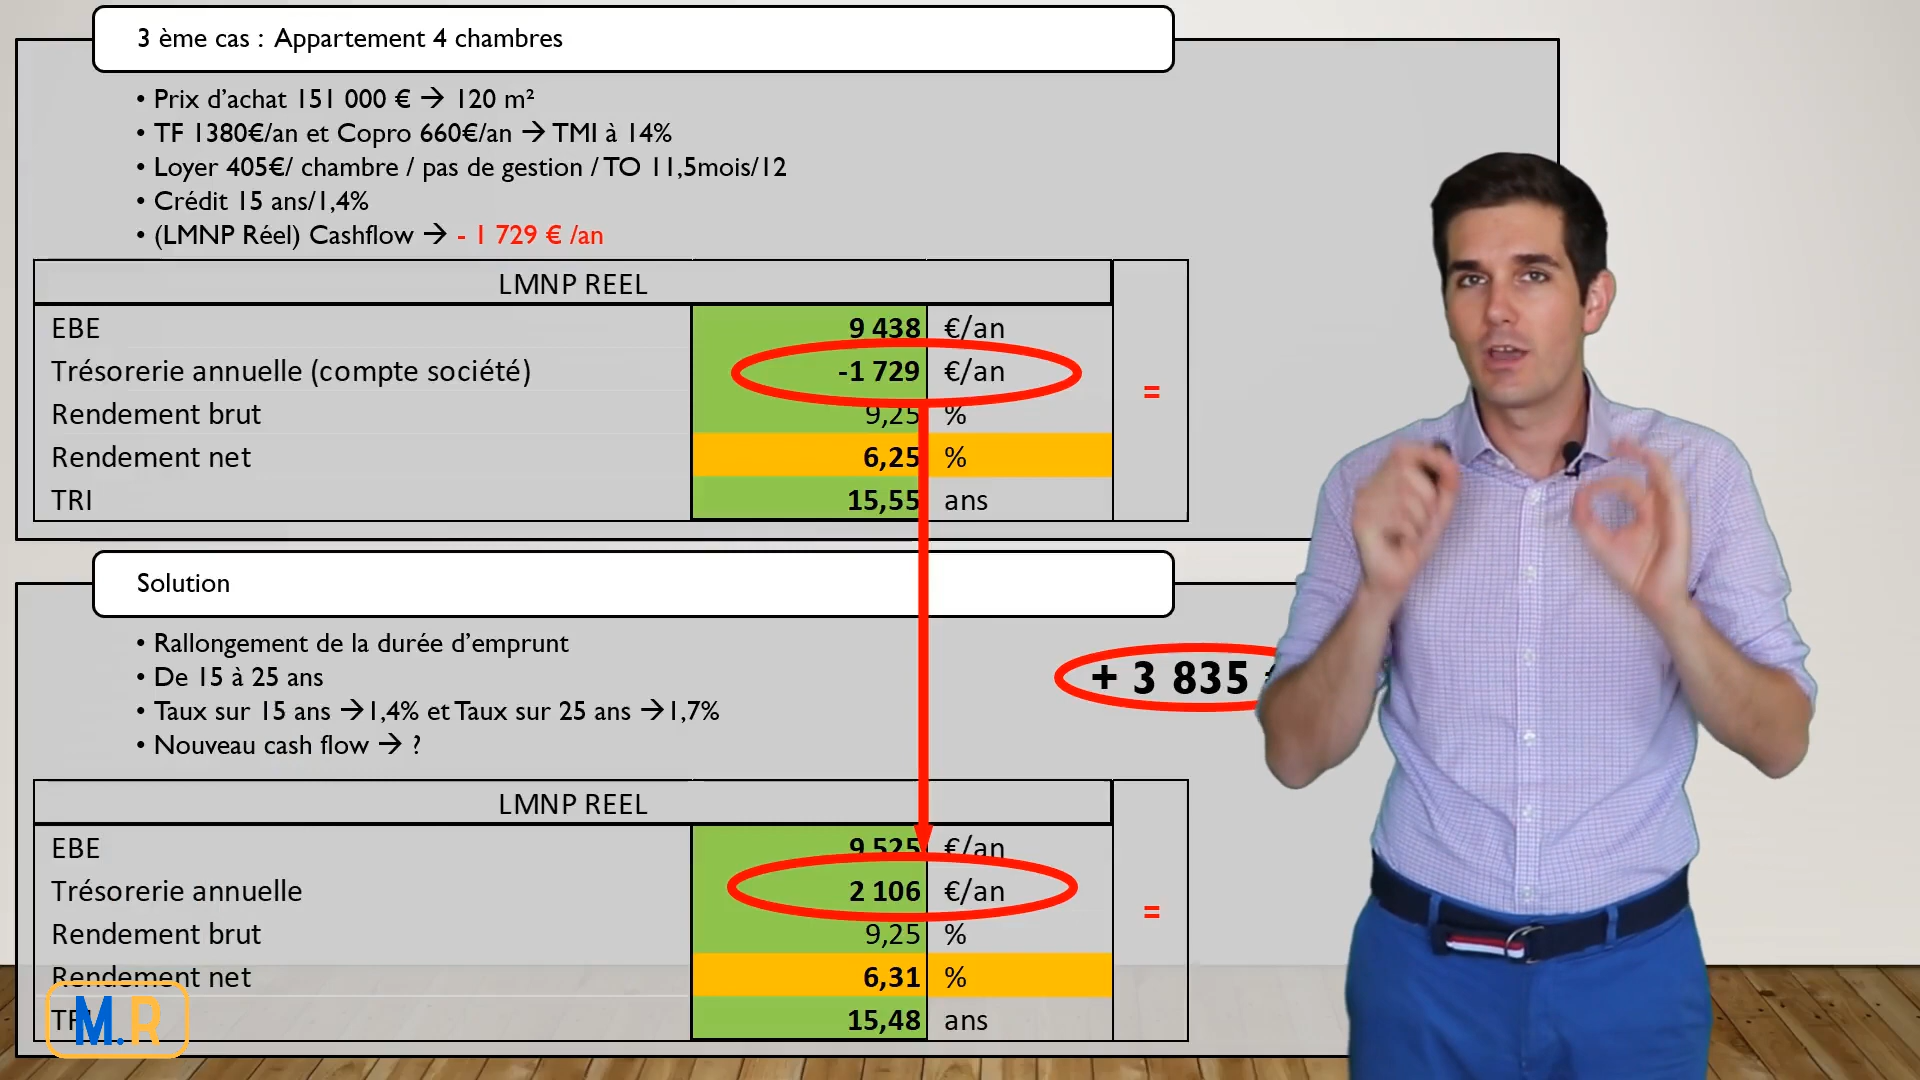 3 ème cas : Appartement 4 chambres
• Prix d'achat 151 000 € → 120 m²
• TF 1380€/an et Copro 660€/an → TMI à 14%
• Loyer 405€/ chambre / pas de gestion / TO 11,5mois/12
• Crédit 15 ans/1,4%
• (LMNP Réel) Cashflow → - 1 729 € /an
LMNP REEL
EBE 9 438 €/an
Trésorerie annuelle (compte société) -1 729 €/an
=
Rendement brut 9,25 %
Rendement net 6,25 %
TRI 15,55 ans
Solution
• Rallongement de la durée d'emprunt
• De 15 à 25 ans
+ 3 835
• Taux sur 15 ans →1,4% et Taux sur 25 ans →1,7%
• Nouveau cash flow → ?
LMNP REEL
EBE 9 525 €/an
Trésorerie annuelle 2 106 €/an
=
Rendement brut 9,25 %
Rendement net 6,31 %
15,48 ans
M.R